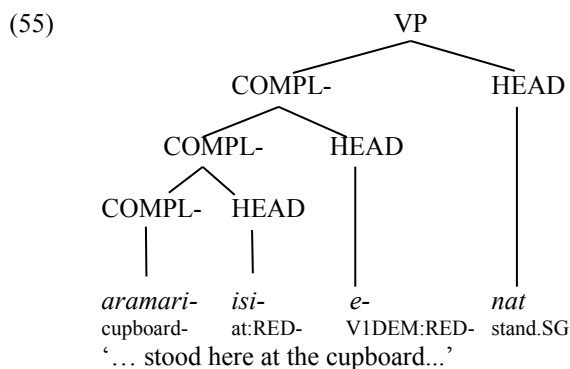 (55) VP
COMPL- HEAD
COMPL- HEAD
COMPL- HEAD
aramari- isi- e- nat
cupboard- at:RED- V1DEM:RED- stand.SG
‘… stood here at the cupboard...’